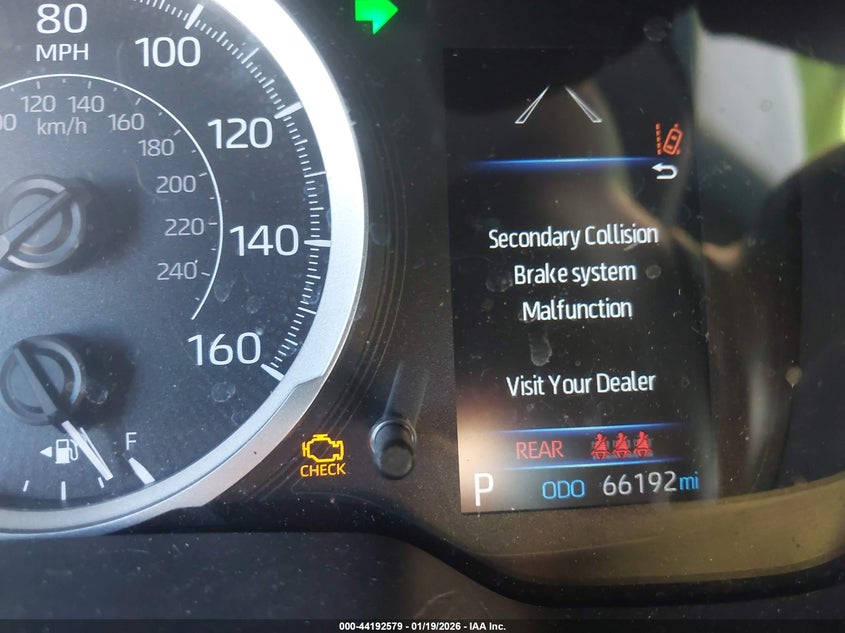 80
MPH
100
120
140
160
120 140 160
km/h
180
200
220
240
F
CHECK
Secondary Collision
Brake system
Malfunction
Visit Your Dealer
REAR
P ODO 66192 mi
000-44192579 - 01/19/2026 - IAA Inc.